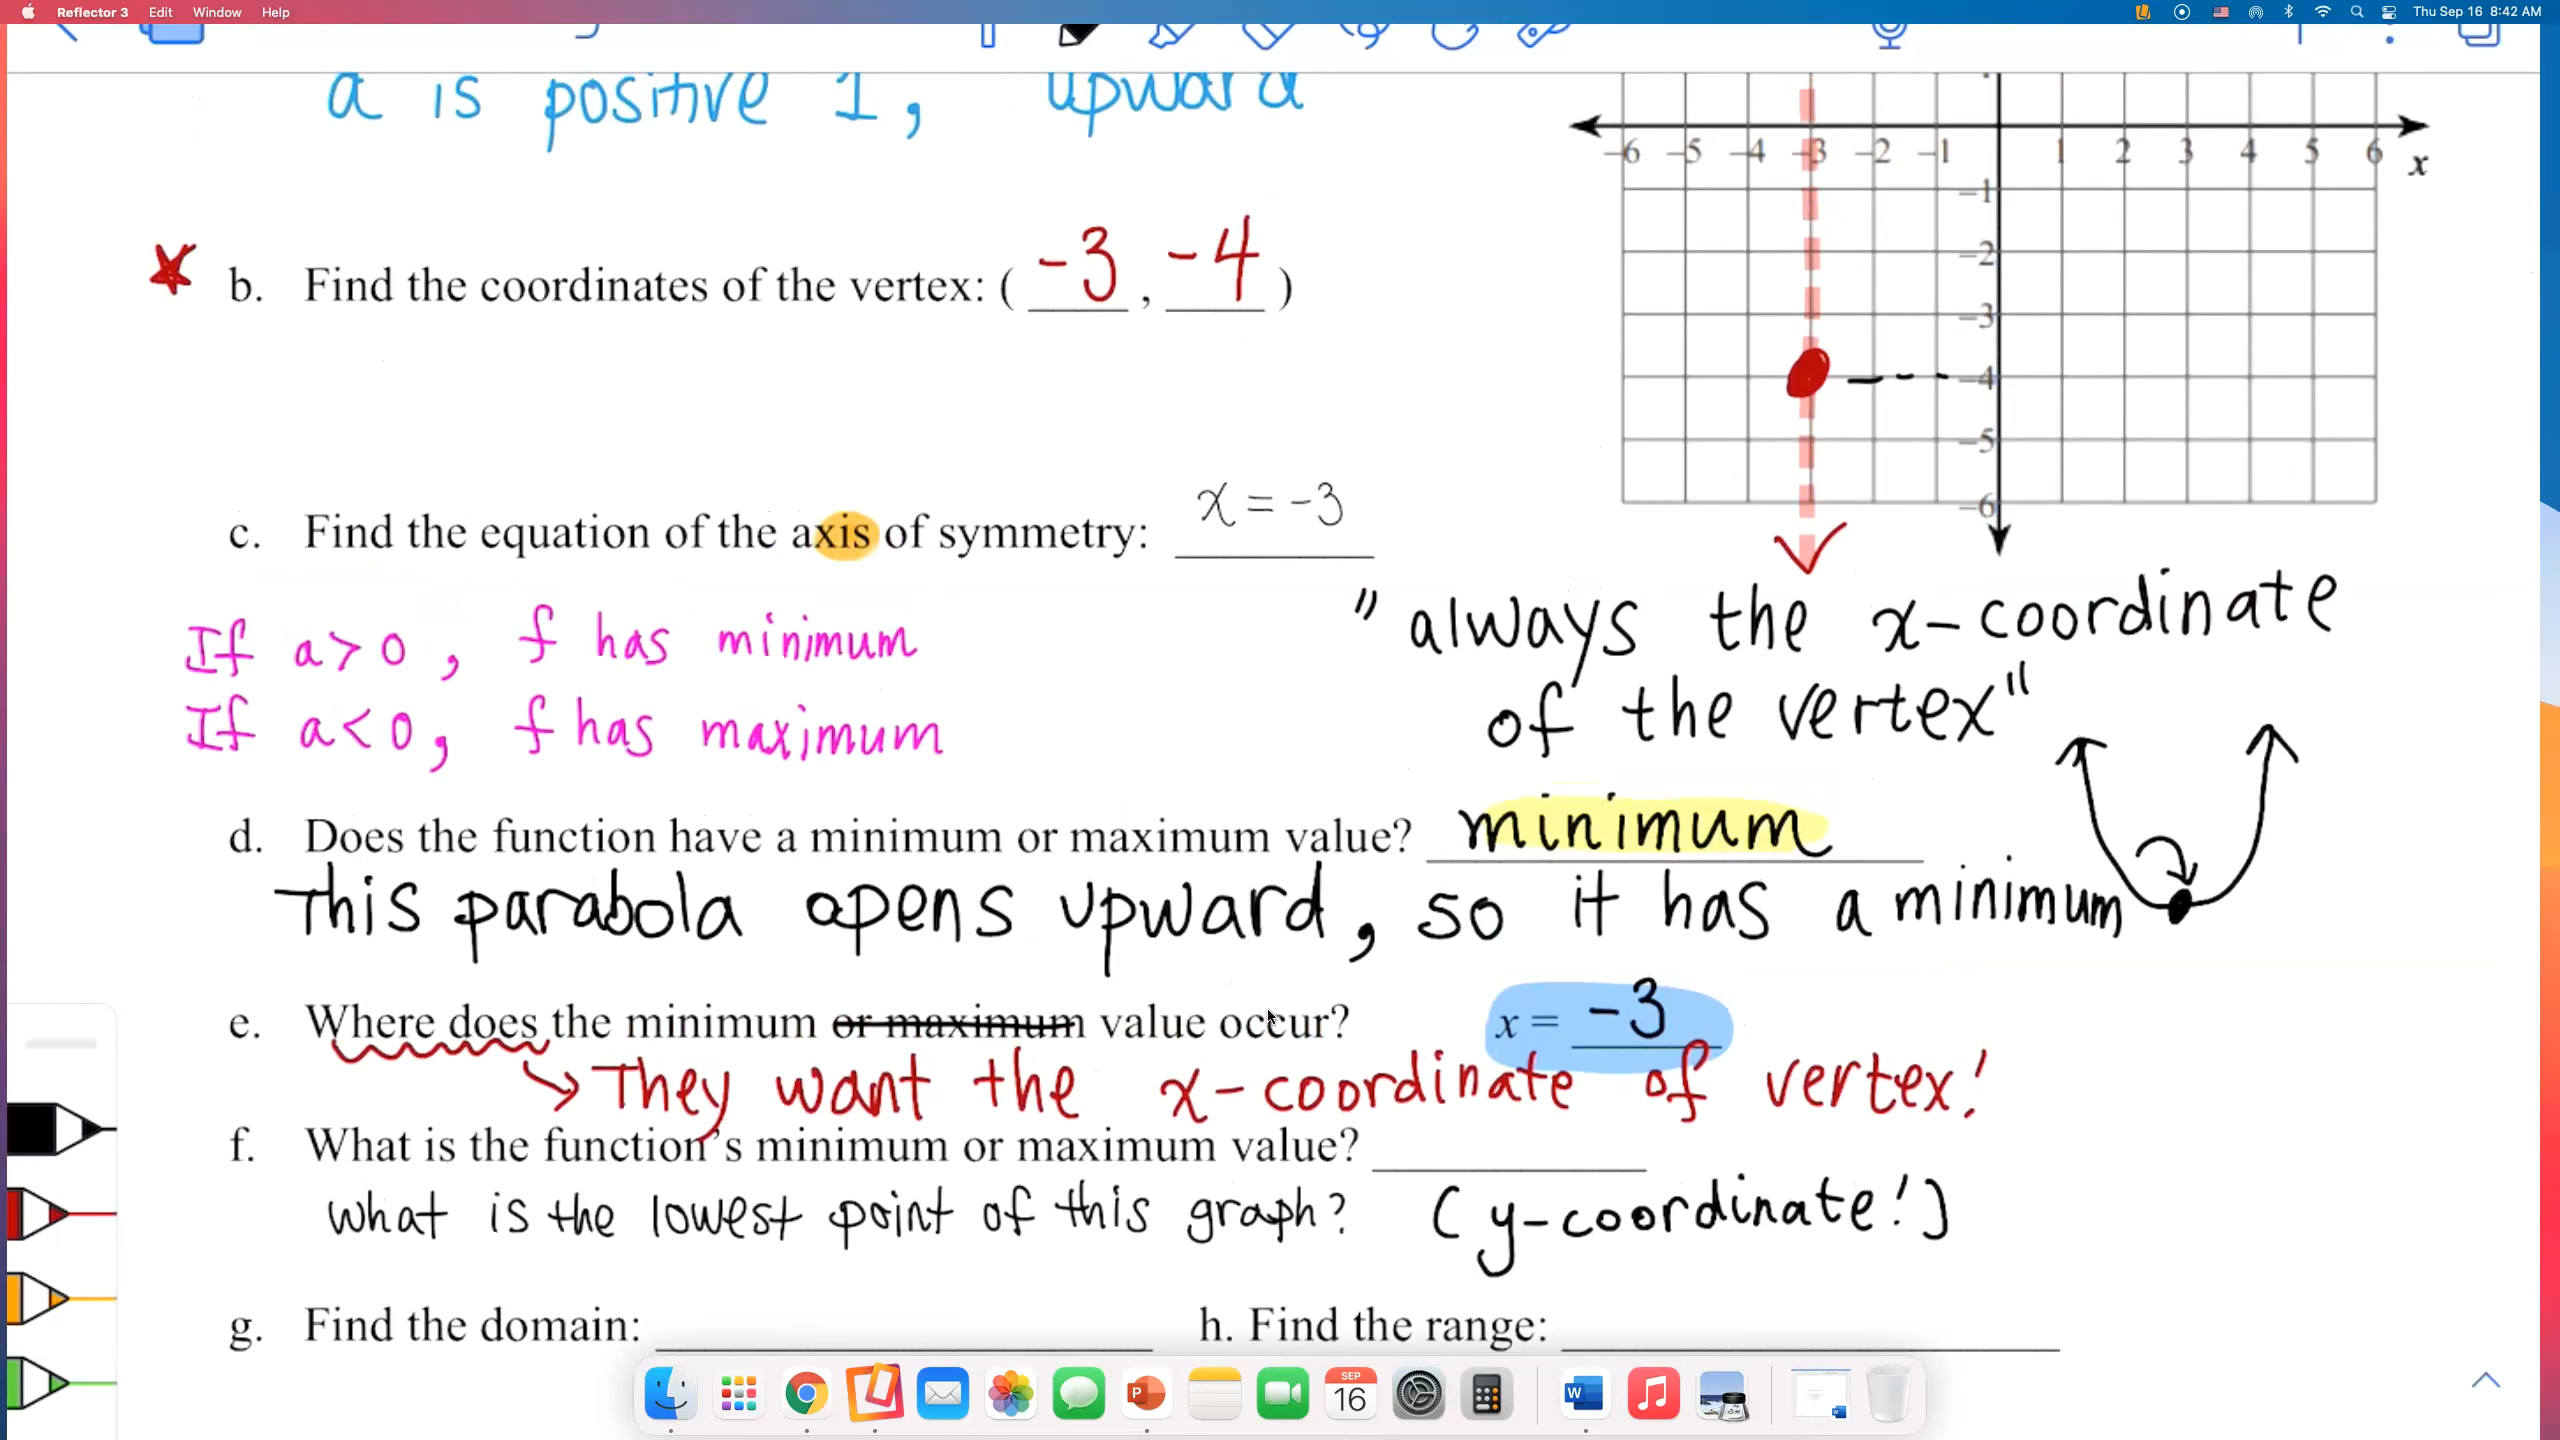 Reflector 3 Edit Window Help
Thu Sep 16 8:42 AM
a is positive 1, upward
-6 -5 -4 -3 -2 -1 1 2 3 4 5 6 x
-1
-2
-3
-4
-5
-6
b. Find the coordinates of the vertex: ( -3 , -4 )
c. Find the equation of the axis of symmetry: x = -3
"always the x-coordinate
of the vertex"
If a > 0, f has minimum
If a < 0, f has maximum
d. Does the function have a minimum or maximum value? minimum
This parabola opens upward, so it has a minimum
e. Where does the minimum or maximum value occur? x = -3
They want the x-coordinate of vertex!
f. What is the function's minimum or maximum value?
what is the lowest point of this graph? (y-coordinate!)
g. Find the domain: h. Find the range:
SEP
16